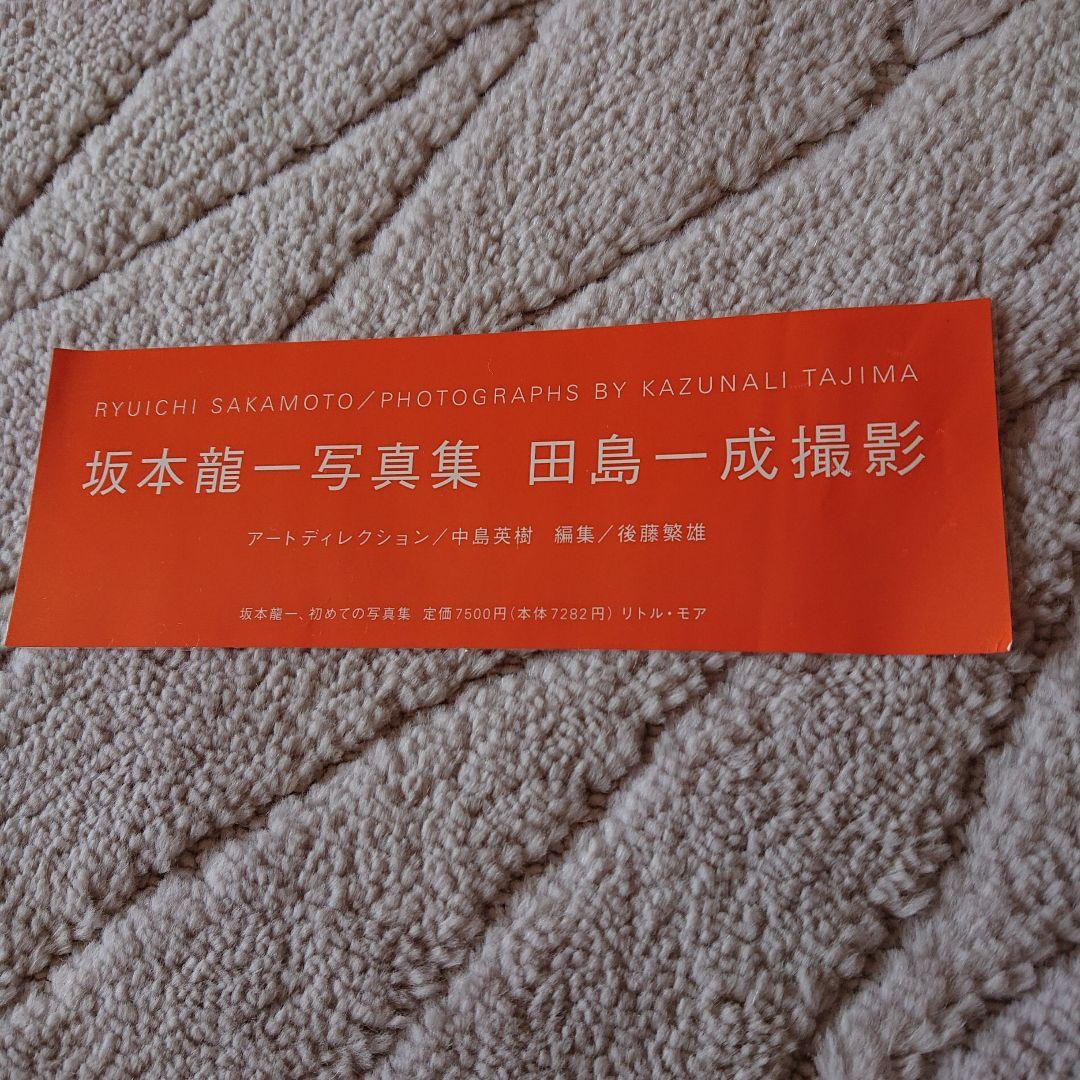 RYUICHI SAKAMOTO/PHOTOGRAPHS BY KAZUNALI TAJIMA
坂本龍一写真集 田島一成撮影
アートディレクション/中島英樹 編集/後藤繁雄
坂本龍一、初めての写真集 定価7500円(本体7282円) リトル・モア